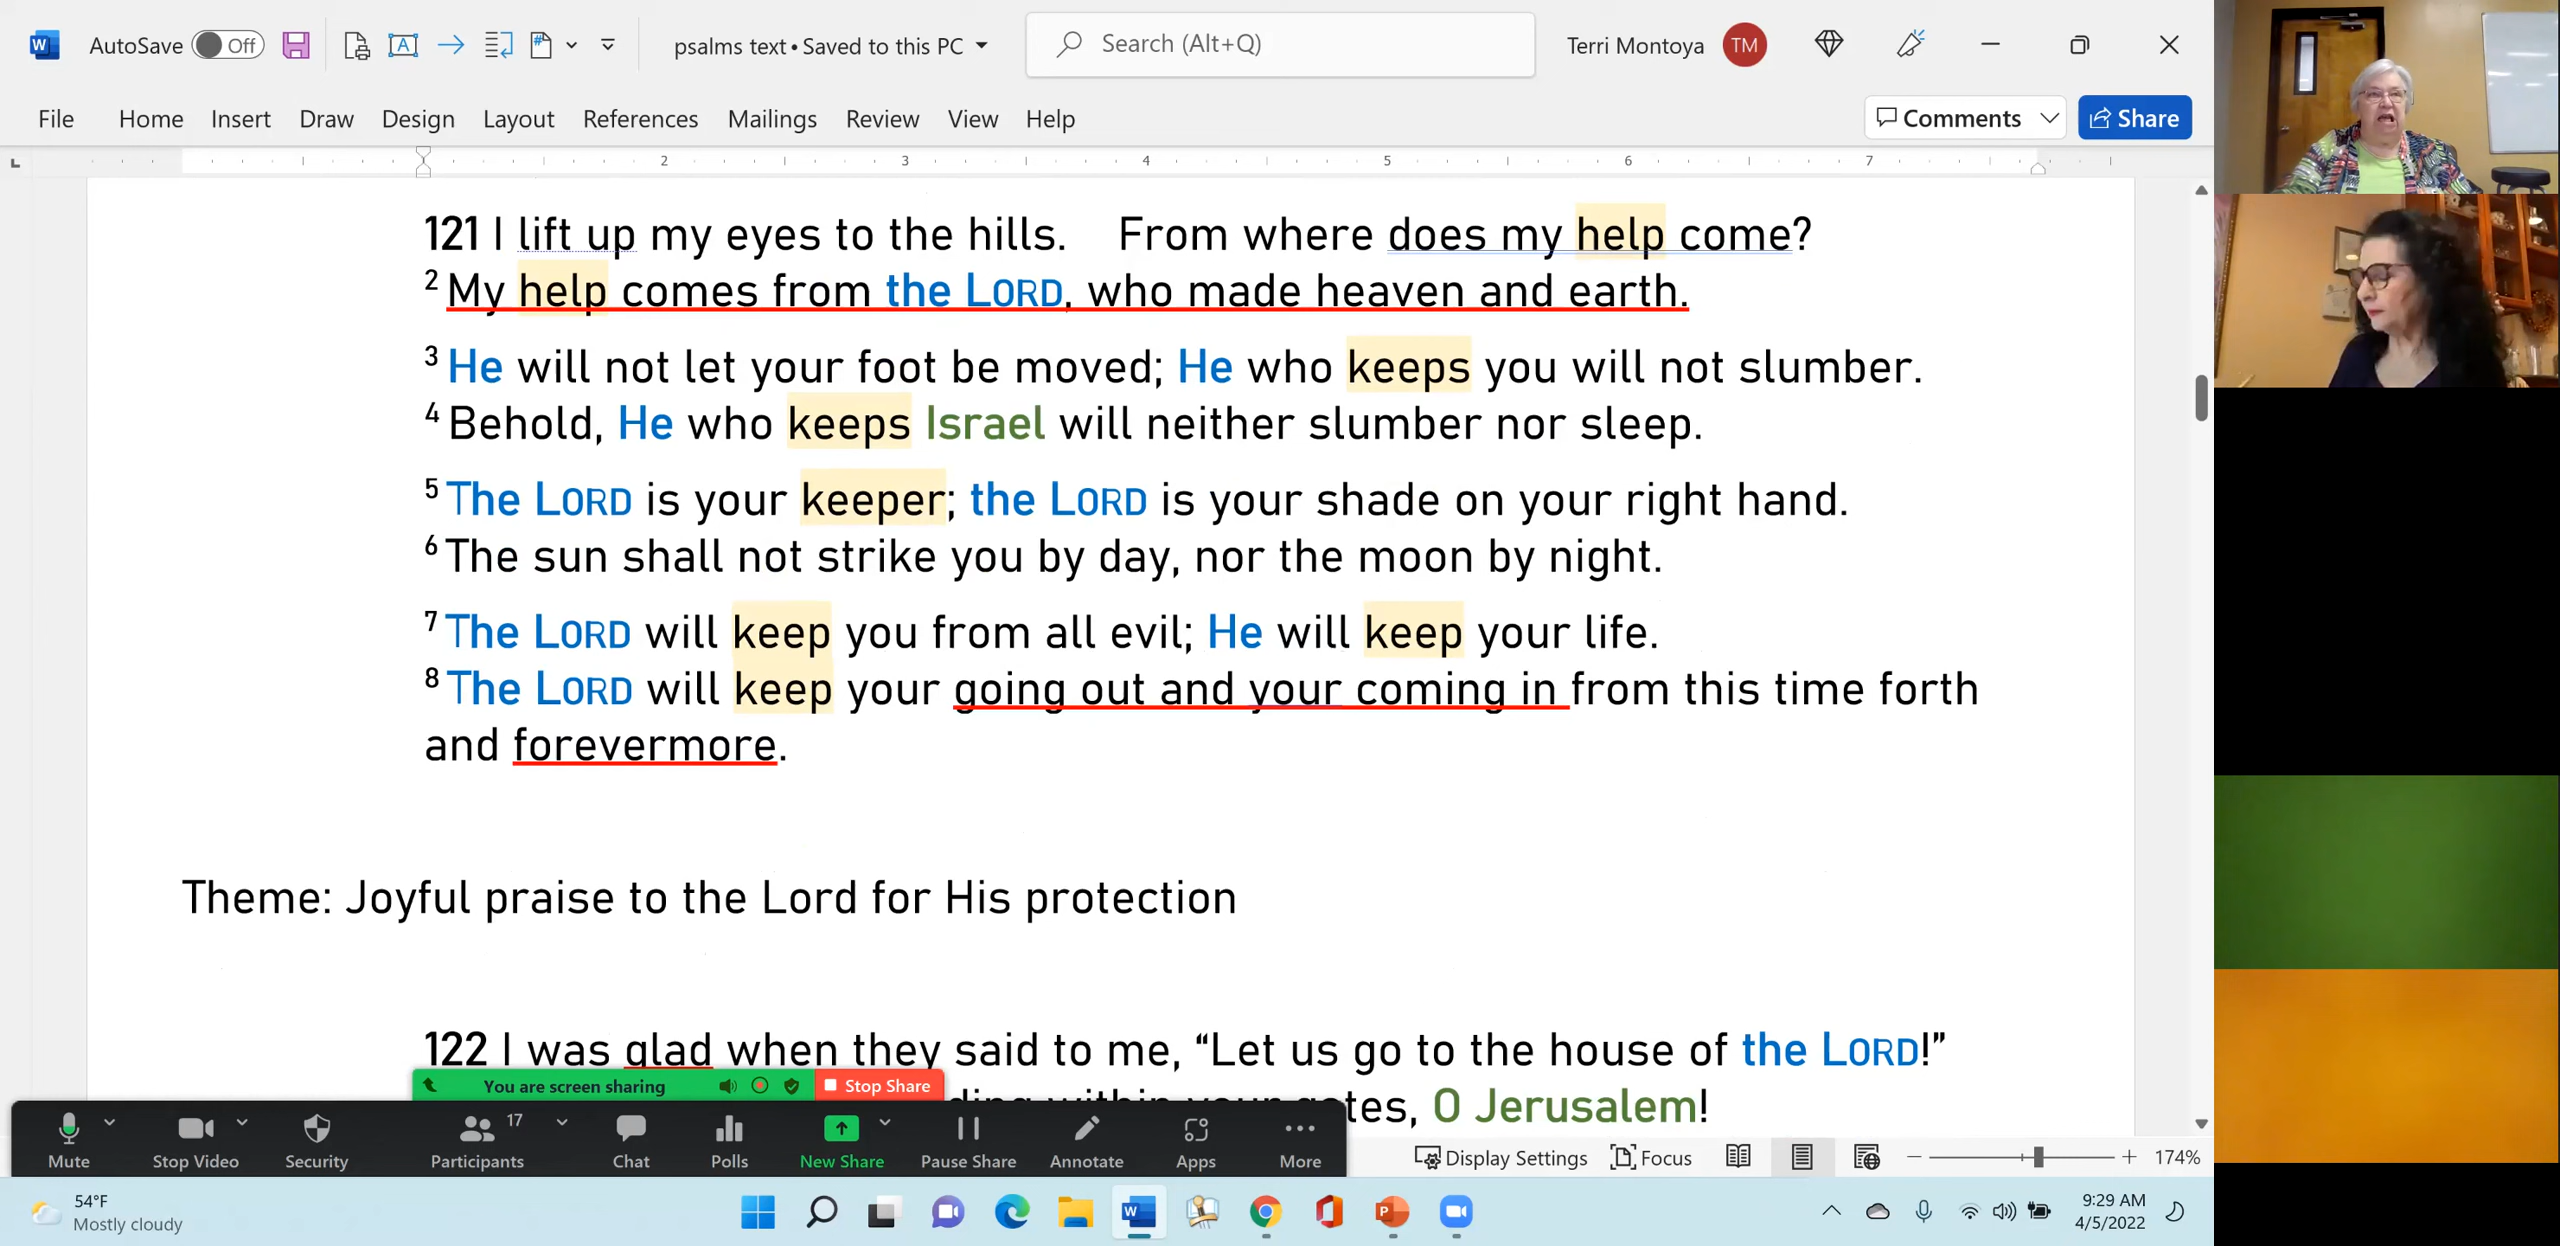 W AutoSave Off psalms text • Saved to this PC Search (Alt+Q) Terri Montoya TM
File Home Insert Draw Design Layout References Mailings Review View Help Comments Share
2 3 4 5 6 7
121 I lift up my eyes to the hills. From where does my help come?
2 My help comes from the LORD, who made heaven and earth.
3 He will not let your foot be moved; He who keeps you will not slumber.
4 Behold, He who keeps Israel will neither slumber nor sleep.
5 The LORD is your keeper; the LORD is your shade on your right hand.
6 The sun shall not strike you by day, nor the moon by night.
7 The LORD will keep you from all evil; He will keep your life.
8 The LORD will keep your going out and your coming in from this time forth
and forevermore.
Theme: Joyful praise to the Lord for His protection
122 I was glad when they said to me, “Let us go to the house of the LORD!”
You are screen sharing Stop Share
within your gates, O Jerusalem!
17
Mute Stop Video Security Participants Chat Polls New Share Pause Share Annotate Apps More
Display Settings Focus 174%
54°F
Mostly cloudy
W P
9:29 AM
4/5/2022